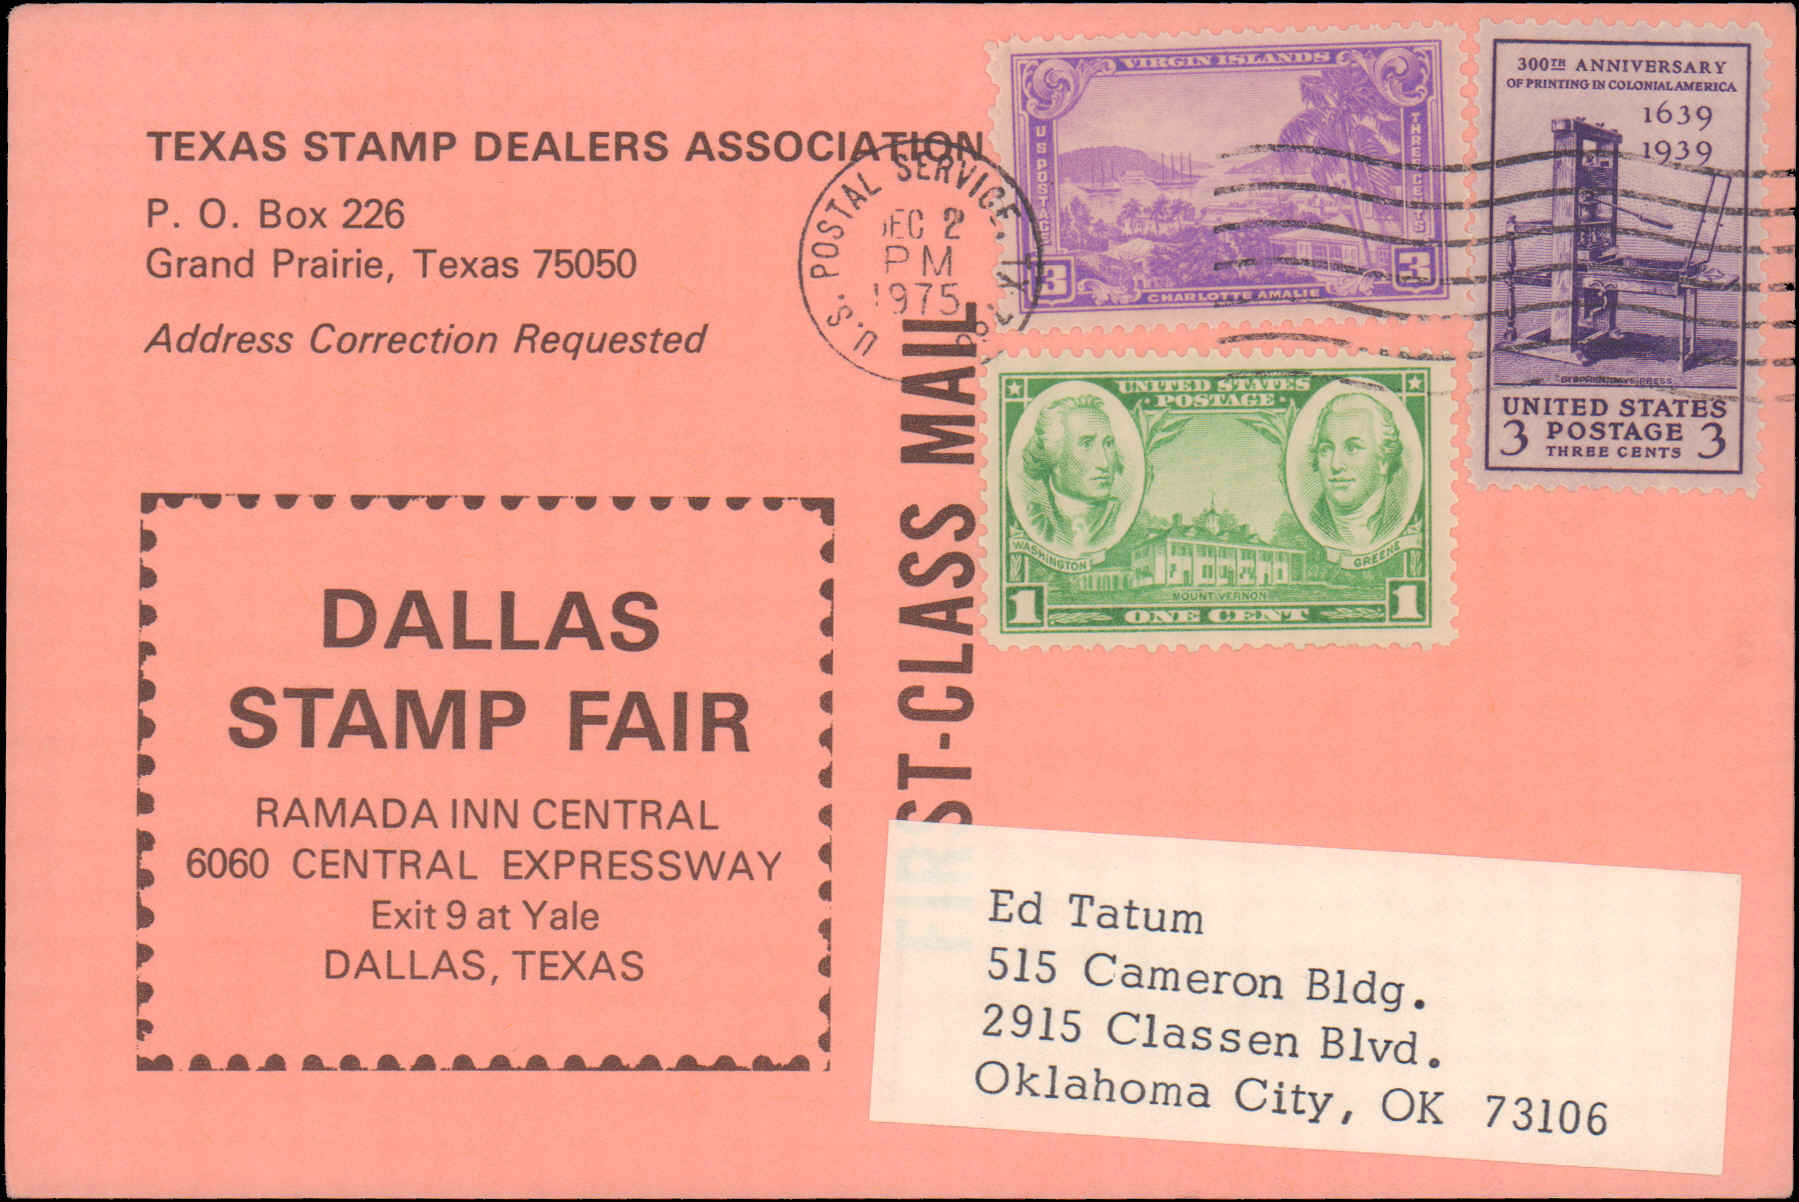 TEXAS STAMP DEALERS ASSOCIATION
P. O. Box 226
Grand Prairie, Texas 75050
Address Correction Requested
DALLAS
STAMP FAIR
RAMADA INN CENTRAL
6060 CENTRAL EXPRESSWAY
Exit 9 at Yale
DALLAS, TEXAS
U.S. POSTAL SERVICE,
DEC 2
PM
1975
FIRST-CLASS MAIL
VIRGIN ISLANDS
U S POSTAGE
THREE CENTS
3 3
CHARLOTTE AMALIE
300TH ANNIVERSARY
OF PRINTING IN COLONIAL AMERICA
1639
1939
STEPHEN DAYE PRESS
UNITED STATES
3 POSTAGE 3
THREE CENTS
UNITED STATES
POSTAGE
WASHINGTON
GREENE
MOUNT VERNON
1 ONE CENT 1
Ed Tatum
515 Cameron Bldg.
2915 Classen Blvd.
Oklahoma City, OK 73106